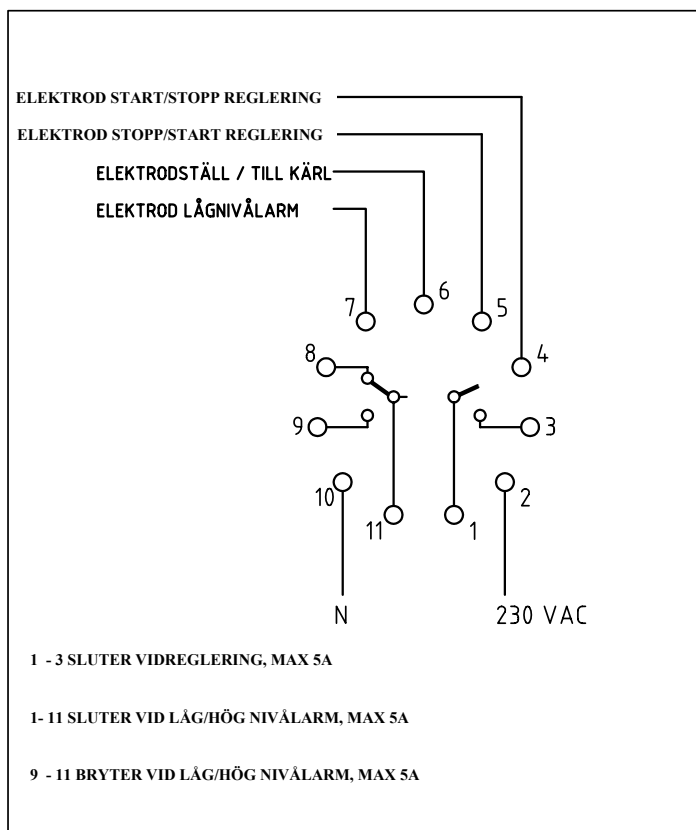 ELEKTROD START/STOPP REGLERING
ELEKTROD STOPP/START REGLERING
ELEKTRODSTÄLL / TILL KÄRL
ELEKTROD LÅGNIVÅLARM
6
7
5
8
4
9
3
10
2
11
1
N
230 VAC
1 - 3 SLUTER VIDREGLERING, MAX 5A
1- 11 SLUTER VID LÅG/HÖG NIVÅLARM, MAX 5A
9 - 11 BRYTER VID LÅG/HÖG NIVÅLARM, MAX 5A